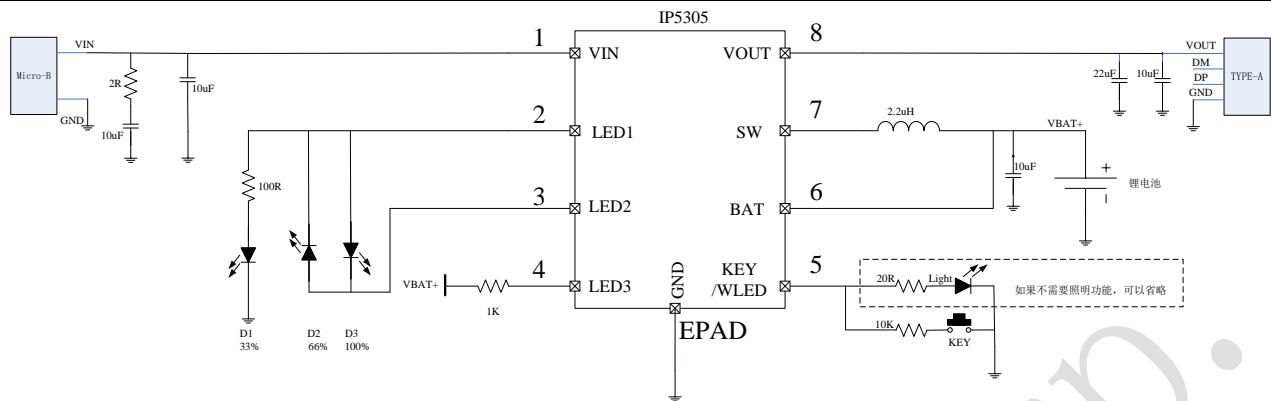 IP5305
Micro-B
VIN
GND
2R
10uF
10uF
1
VIN
2
LED1
3
LED2
4
LED3
100R
VBAT+
1K
D1
33%
D2
66%
D3
100%
GND
EPAD
8
VOUT
7
SW
6
BAT
5
KEY
/WLED
22uF
10uF
VOUT
DM
DP
GND
TYPE-A
2.2uH
VBAT+
10uF
+
锂电池
20R
Light
如果不需要照明功能，可以省略
10K
KEY